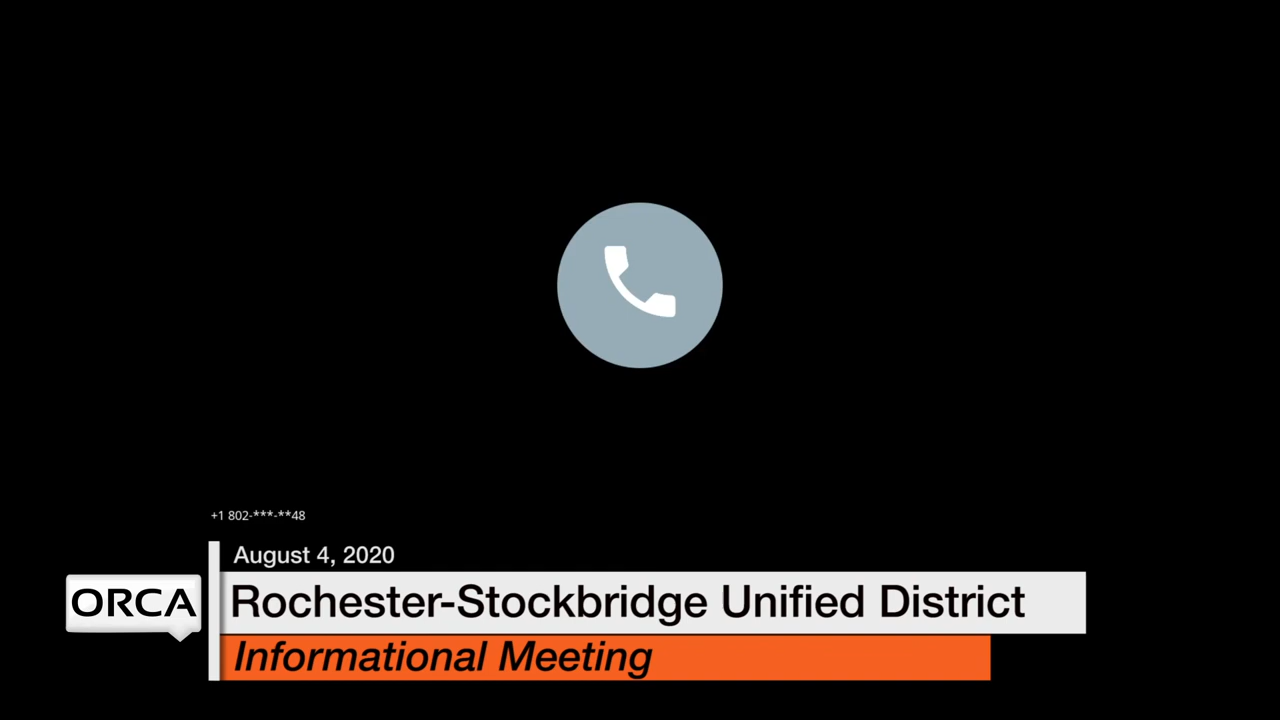 +1 802-***-**48
August 4, 2020
ORCA
Rochester-Stockbridge Unified District
Informational Meeting